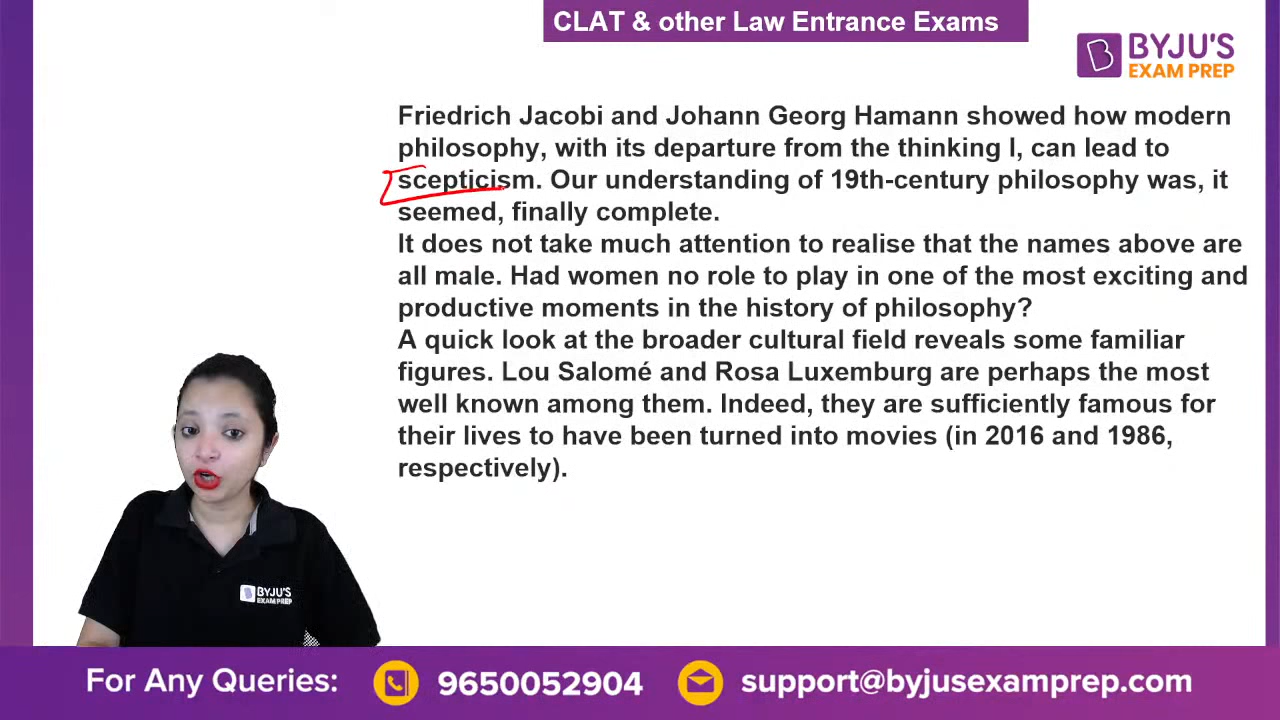 CLAT & other Law Entrance Exams
BYJU'S
EXAM PREP
Friedrich Jacobi and Johann Georg Hamann showed how modern
philosophy, with its departure from the thinking I, can lead to
scepticism. Our understanding of 19th-century philosophy was, it
seemed, finally complete.
It does not take much attention to realise that the names above are
all male. Had women no role to play in one of the most exciting and
productive moments in the history of philosophy?
A quick look at the broader cultural field reveals some familiar
figures. Lou Salomé and Rosa Luxemburg are perhaps the most
well known among them. Indeed, they are sufficiently famous for
their lives to have been turned into movies (in 2016 and 1986,
respectively).
BYJU'S
EXAM PREP
For Any Queries:
9650052904
support@byjusexamprep.com